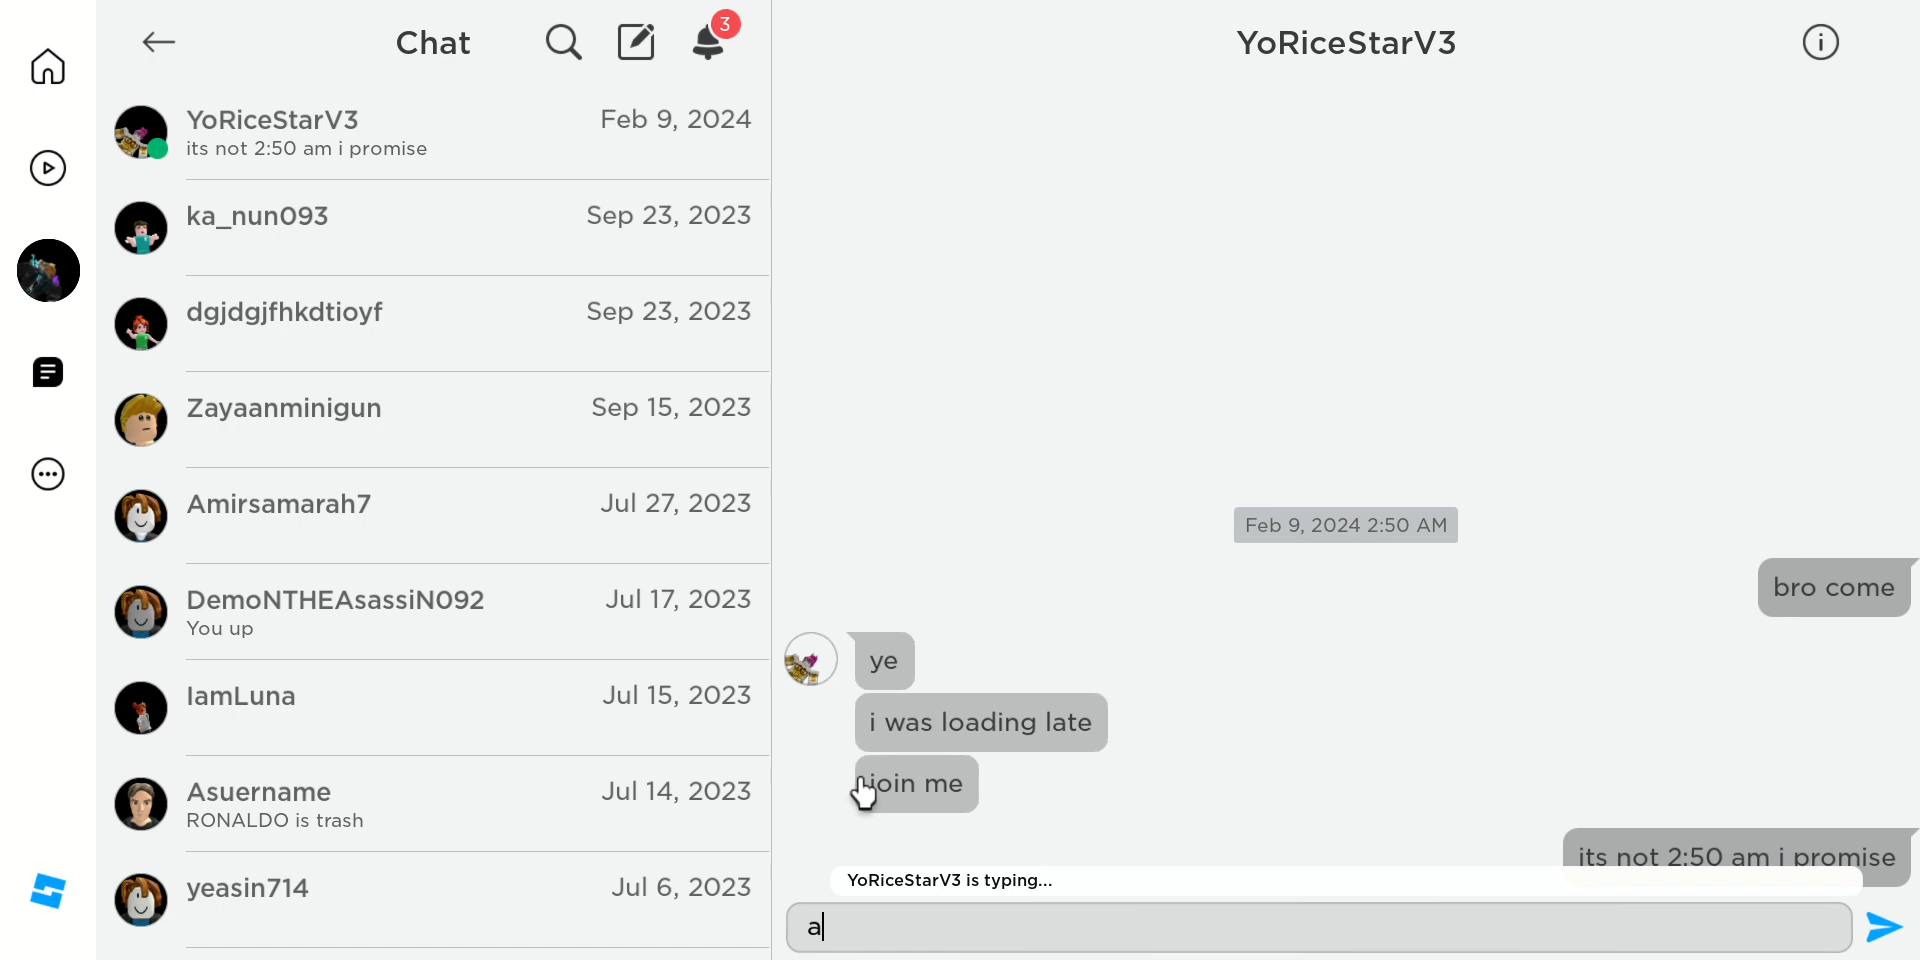 Chat
3
YoRiceStarV3
YoRiceStarV3
Feb 9, 2024
its not 2:50 am i promise
ka_nun093
Sep 23, 2023
dgjdgjfhkdtioyf
Sep 23, 2023
Zayaanminigun
Sep 15, 2023
Amirsamarah7
Jul 27, 2023
DemoNTHEAsassiN092
Jul 17, 2023
You up
IamLuna
Jul 15, 2023
Asuername
Jul 14, 2023
RONALDO is trash
yeasin714
Jul 6, 2023
Feb 9, 2024 2:50 AM
bro come
ye
i was loading late
join me
its not 2:50 am i promise
YoRiceStarV3 is typing...
a